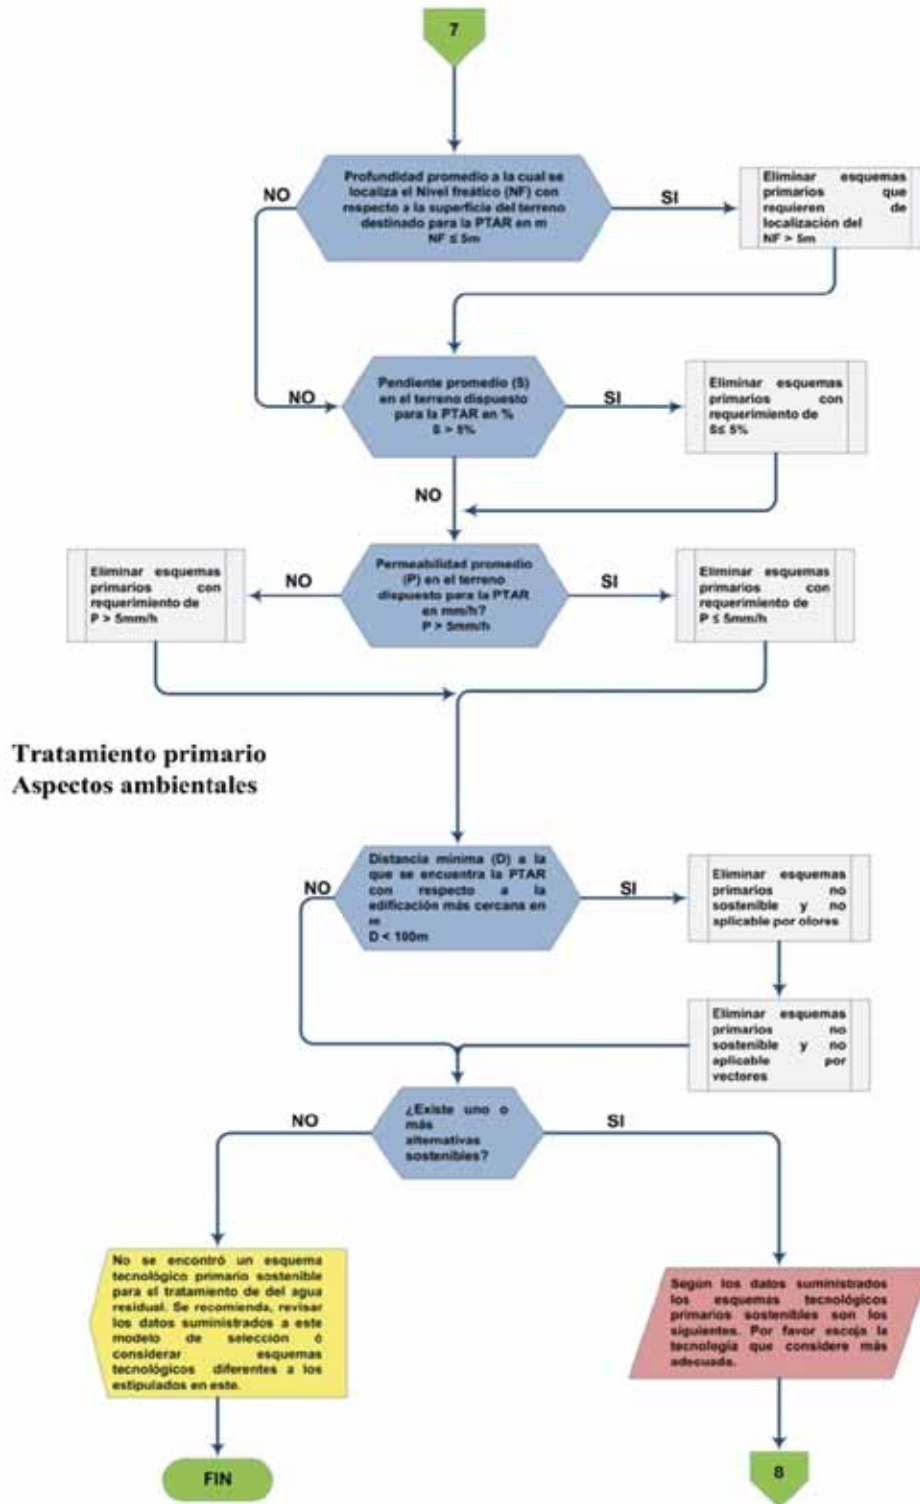 7
Profundidad promedio a la cual se
localiza el Nivel freático (NF) con
respecto a la superficie del terreno
destinado para la PTAR en m
NF ≤ 5m
NO
SI
Eliminar esquemas
primarios que
requieren de
localización del
NF > 5m
Pendiente promedio (S)
en el terreno dispuesto
para la PTAR en %
S > 5%
NO
SI
Eliminar esquemas
primarios con
requerimiento de
S≤ 5%
NO
Eliminar esquemas
primarios con
requerimiento de
P > 5mm/h
NO
Permeabilidad promedio
(P) en el terreno
dispuesto para la PTAR
en mm/h?
P > 5mm/h
SI
Eliminar esquemas
primarios con
requerimiento de
P ≤ 5mm/h
Tratamiento primario
Aspectos ambientales
Distancia mínima (D) a la
que se encuentra la PTAR
con respecto a la
edificación más cercana en
m
D < 100m
NO
SI
Eliminar esquemas
primarios no
sostenible y no
aplicable por olores
Eliminar esquemas
primarios no
sostenible y no
aplicable por
vectores
¿Existe uno o
más
alternativas
sostenibles?
NO
SI
No se encontró un esquema
tecnológico primario sostenible
para el tratamiento de del agua
residual. Se recomienda, revisar
los datos suministrados a este
modelo de selección ó
considerar esquemas
tecnológicos diferentes a los
estipulados en este.
Según los datos suministrados
los esquemas tecnológicos
primarios sostenibles son los
siguientes. Por favor escoja la
tecnología que considere más
adecuada.
FIN
8